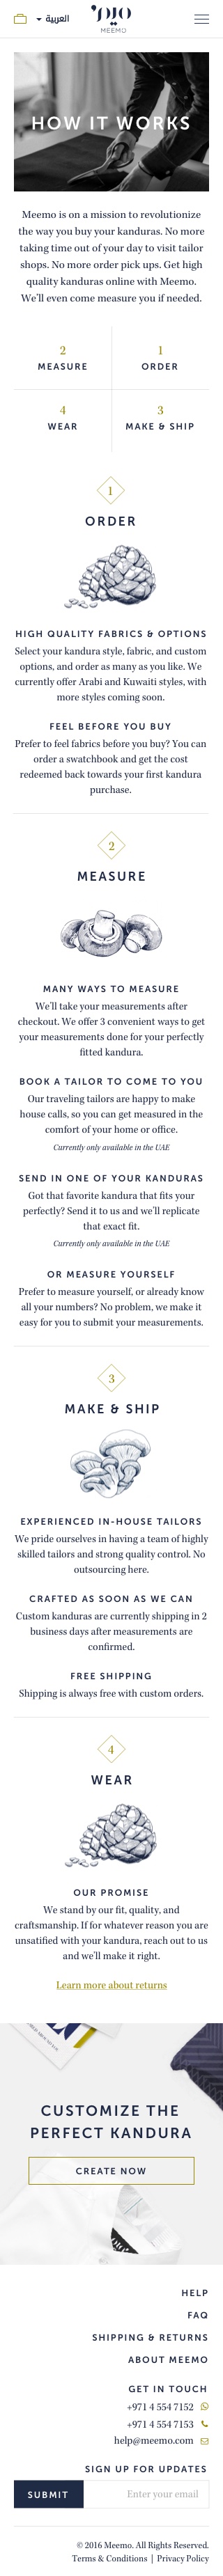 العربية
ميم
MEEMO
HOW IT WORKS
Meemo is on a mission to revolutionize
the way you buy your kanduras. No more
taking time out of your day to visit tailor
shops. No more order pick ups. Get high
quality kanduras online with Meemo.
We'll even come measure you if needed.
2
MEASURE
1
ORDER
4
WEAR
3
MAKE & SHIP
1
ORDER
HIGH QUALITY FABRICS & OPTIONS
Select your kandura style, fabric, and custom
options, and order as many as you like. We
currently offer Arabi and Kuwaiti styles, with
more styles coming soon.
FEEL BEFORE YOU BUY
Prefer to feel fabrics before you buy? You can
order a swatchbook and get the cost
redeemed back towards your first kandura
purchase.
2
MEASURE
MANY WAYS TO MEASURE
We'll take your measurements after
checkout. We offer 3 convenient ways to get
your measurements done for your perfectly
fitted kandura.
BOOK A TAILOR TO COME TO YOU
Our traveling tailors are happy to make
house calls, so you can get measured in the
comfort of your home or office.
Currently only available in the UAE
SEND IN ONE OF YOUR KANDURAS
Got that favorite kandura that fits your
perfectly? Send it to us and we'll replicate
that exact fit.
Currently only available in the UAE
OR MEASURE YOURSELF
Prefer to measure yourself, or already know
all your numbers? No problem, we make it
easy for you to submit your measurements.
3
MAKE & SHIP
EXPERIENCED IN-HOUSE TAILORS
We pride ourselves in having a team of highly
skilled tailors and strong quality control. No
outsourcing here.
CRAFTED AS SOON AS WE CAN
Custom kanduras are currently shipping in 2
business days after measurements are
confirmed.
FREE SHIPPING
Shipping is always free with custom orders.
4
WEAR
OUR PROMISE
We stand by our fit, quality, and
craftsmanship. If for whatever reason you are
unsatified with your kandura, reach out to us
and we'll make it right.
Learn more about returns
CUSTOMIZE THE
PERFECT KANDURA
CREATE NOW
HELP
FAQ
SHIPPING & RETURNS
ABOUT MEEMO
GET IN TOUCH
+971 4 554 7152
+971 4 554 7153
help@meemo.com
SIGN UP FOR UPDATES
SUBMIT
Enter your email
© 2016 Meemo. All Rights Reserved.
Terms & Conditions | Privacy Policy